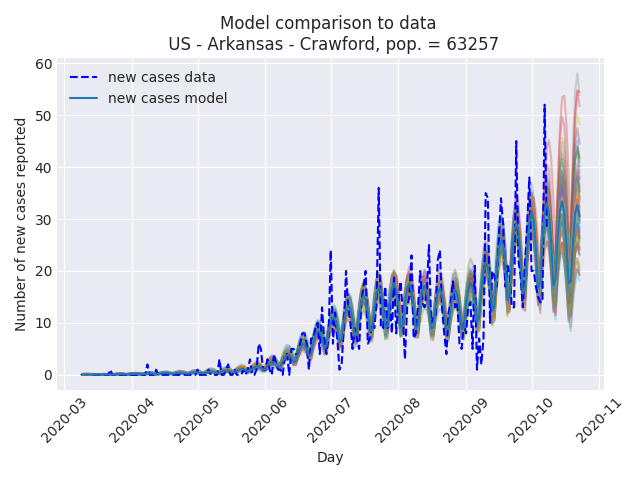 Model comparison to data
US - Arkansas - Crawford, pop. = 63257
new cases data
new cases model
Number of new cases reported
60
50
40
30
20
10
0
2020-03
2020-04
2020-05
2020-06
2020-07
2020-08
2020-09
2020-10
2020-11
Day